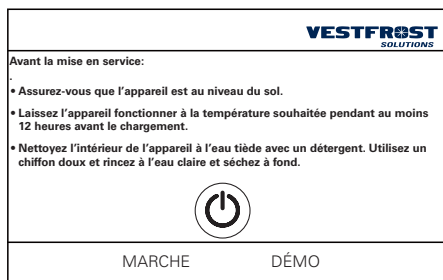 VESTFROST
SOLUTIONS
Avant la mise en service:
.
• Assurez-vous que l'appareil est au niveau du sol.
• Laissez l'appareil fonctionner à la température souhaitée pendant au moins
12 heures avant le chargement.
• Nettoyez l'intérieur de l'appareil à l'eau tiède avec un détergent. Utilisez un
chiffon doux et rincez à l'eau claire et séchez à fond.
MARCHE DÉMO